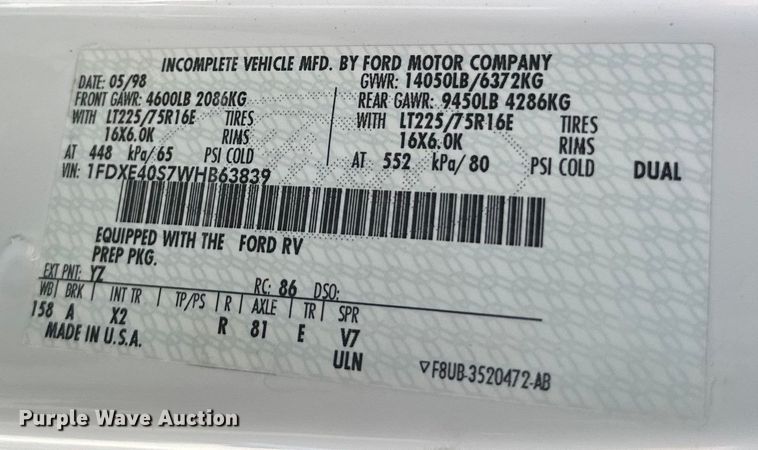 INCOMPLETE VEHICLE MFD. BY FORD MOTOR COMPANY
DATE: 05/98 GVWR: 14050LB/6372KG
FRONT GAWR: 4600LB 2086KG REAR GAWR: 9450LB 4286KG
WITH LT225/75R16E TIRES WITH LT225/75R16E TIRES
16X6.0K RIMS 16X6.0K RIMS
AT 448 kPa/65 PSI COLD AT 552 kPa/80 PSI COLD DUAL
VIN: 1FDXE40S7WHB63839
EQUIPPED WITH THE FORD RV
PREP PKG.
EXT PNT: YZ RC: 86 DSO:
WB BRK INT TR TP/PS R AXLE TR SPR
158 A X2 R 81 E V7
MADE IN U.S.A. ULN
▽F8UB-3520472-AB
Purple Wave Auction